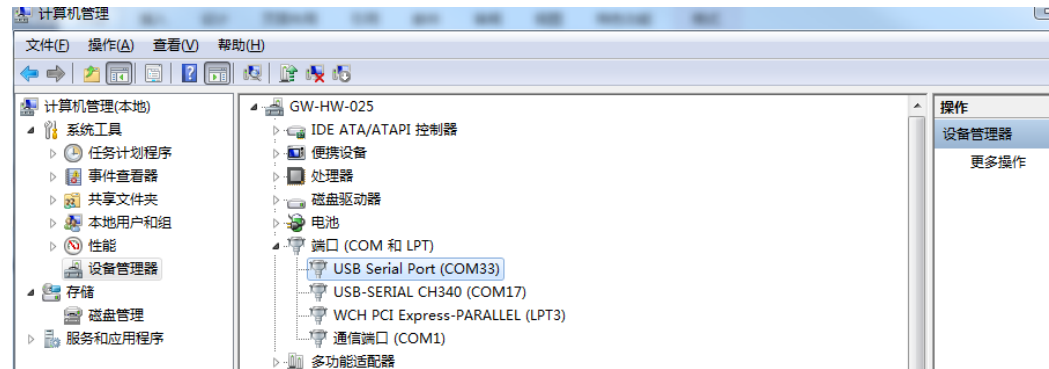 计算机管理
文件(F) 操作(A) 查看(V) 帮助(H)
计算机管理(本地)
系统工具
任务计划程序
事件查看器
共享文件夹
本地用户和组
性能
设备管理器
存储
磁盘管理
服务和应用程序
GW-HW-025
IDE ATA/ATAPI 控制器
便携设备
处理器
磁盘驱动器
电池
端口 (COM 和 LPT)
USB Serial Port (COM33)
USB-SERIAL CH340 (COM17)
WCH PCI Express-PARALLEL (LPT3)
通信端口 (COM1)
多功能适配器
操作
设备管理器
更多操作